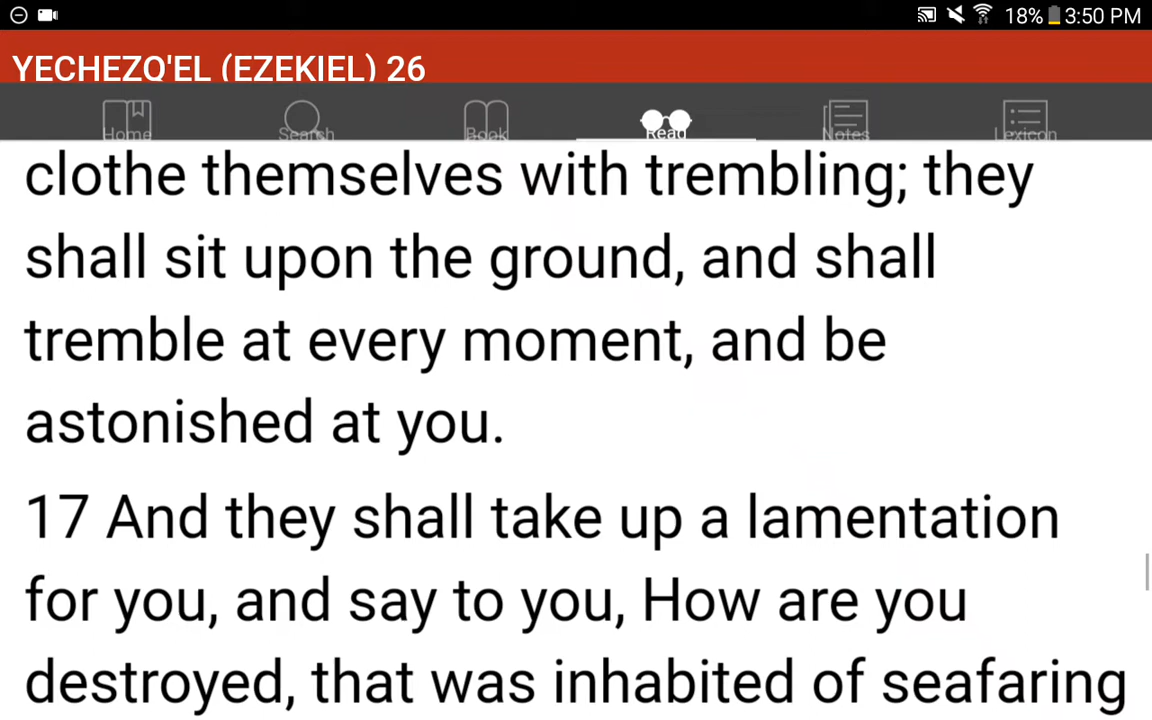 18% 3:50 PM
YECHEZQ'EL (EZEKIEL) 26
Home Search Book Read Notes Lexicon
clothe themselves with trembling; they
shall sit upon the ground, and shall
tremble at every moment, and be
astonished at you.
17 And they shall take up a lamentation
for you, and say to you, How are you
destroyed, that was inhabited of seafaring